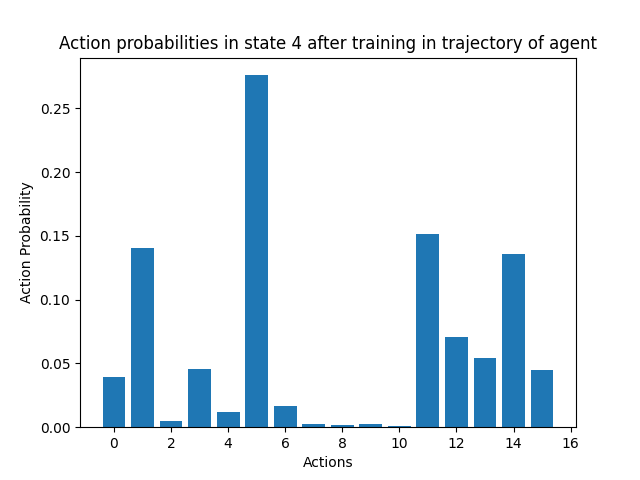 Action probabilities in state 4 after training in trajectory of agent
0.25
0.20
0.15
0.10
0.05
0.00
Action Probability
0 2 4 6 8 10 12 14 16
Actions